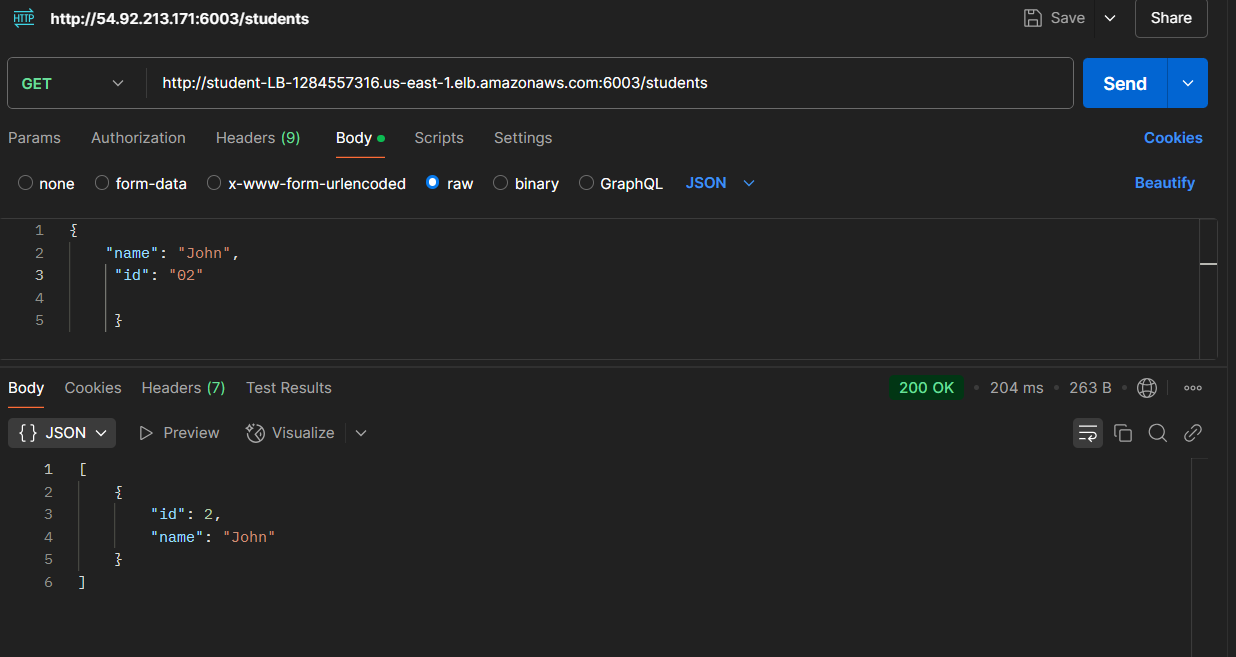 HTTP http://54.92.213.171:6003/students Save Share
GET http://student-LB-1284557316.us-east-1.elb.amazonaws.com:6003/students Send
Params Authorization Headers (9) Body Scripts Settings Cookies
none form-data x-www-form-urlencoded raw binary GraphQL JSON Beautify
1 {
2 "name": "John",
3 "id": "02"
4
5 }
Body Cookies Headers (7) Test Results 200 OK 204 ms 263 B
{} JSON Preview Visualize
1 [
2 {
3 "id": 2,
4 "name": "John"
5 }
6 ]